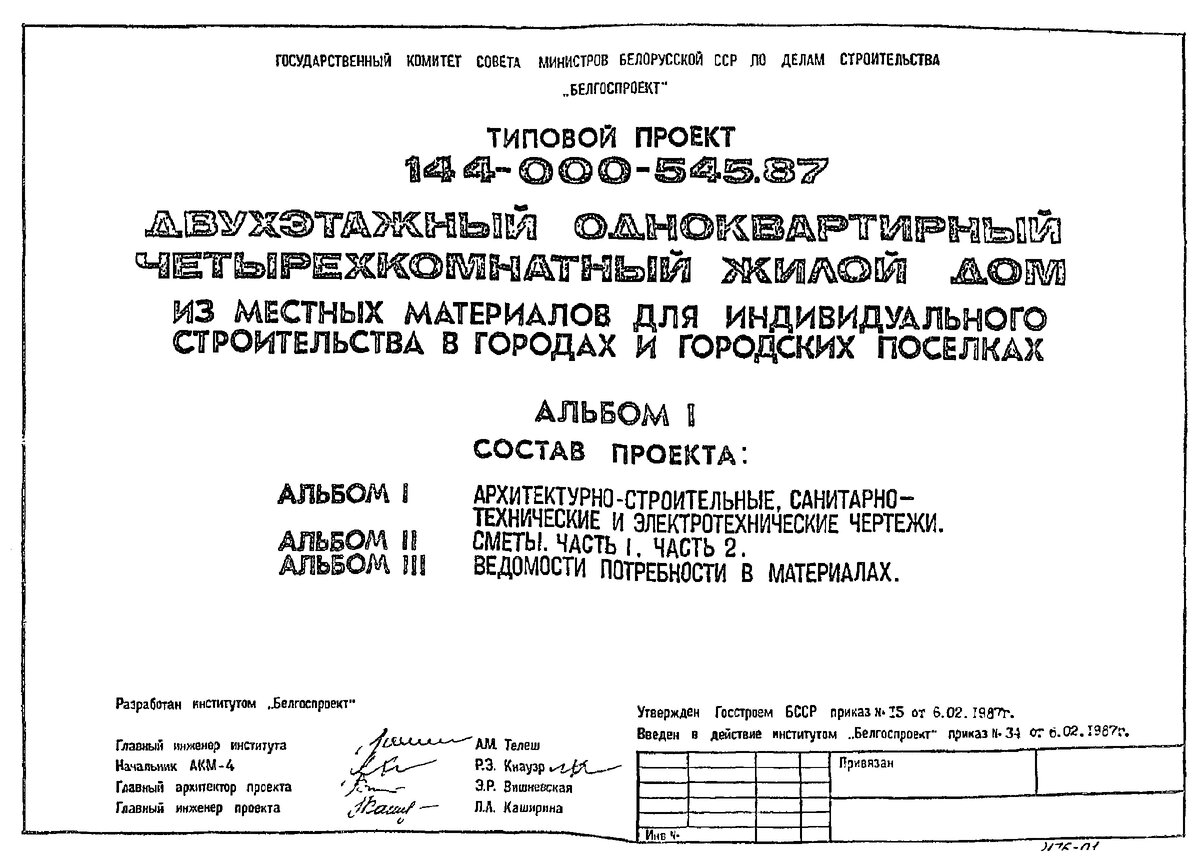 ГОСУДАРСТВЕННЫЙ КОМИТЕТ СОВЕТА МИНИСТРОВ БЕЛОРУССКОЙ ССР ПО ДЕЛАМ СТРОИТЕЛЬСТВА
„БЕЛГОСПРОЕКТ"
ТИПОВОЙ ПРОЕКТ
144-000-545.87
ДВУХЭТАЖНЫЙ ОДНОКВАРТИРНЫЙ
ЧЕТЫРЕХКОМНАТНЫЙ ЖИЛОЙ ДОМ
ИЗ МЕСТНЫХ МАТЕРИАЛОВ ДЛЯ ИНДИВИДУАЛЬНОГО
СТРОИТЕЛЬСТВА В ГОРОДАХ И ГОРОДСКИХ ПОСЕЛКАХ
АЛЬБОМ I
СОСТАВ ПРОЕКТА:
АЛЬБОМ I АРХИТЕКТУРНО-СТРОИТЕЛЬНЫЕ, САНИТАРНО-
ТЕХНИЧЕСКИЕ И ЭЛЕКТРОТЕХНИЧЕСКИЕ ЧЕРТЕЖИ.
АЛЬБОМ II СМЕТЫ. ЧАСТЬ 1. ЧАСТЬ 2.
АЛЬБОМ III ВЕДОМОСТИ ПОТРЕБНОСТИ В МАТЕРИАЛАХ.
Разработан институтом „Белгоспроект"
Главный инженер института А.М. Телеш
Начальник АКМ-4 Р.Э. Кнаузр
Главный архитектор проекта Э.Р. Вишневская
Главный инженер проекта Л.А. Каширина
Утвержден Госстроем БССР приказ № 15 от 6.02.1987г.
Введен в действие институтом „Белгоспроект" приказ № 34 от 6.02.1987г.
Привязан
Инв №